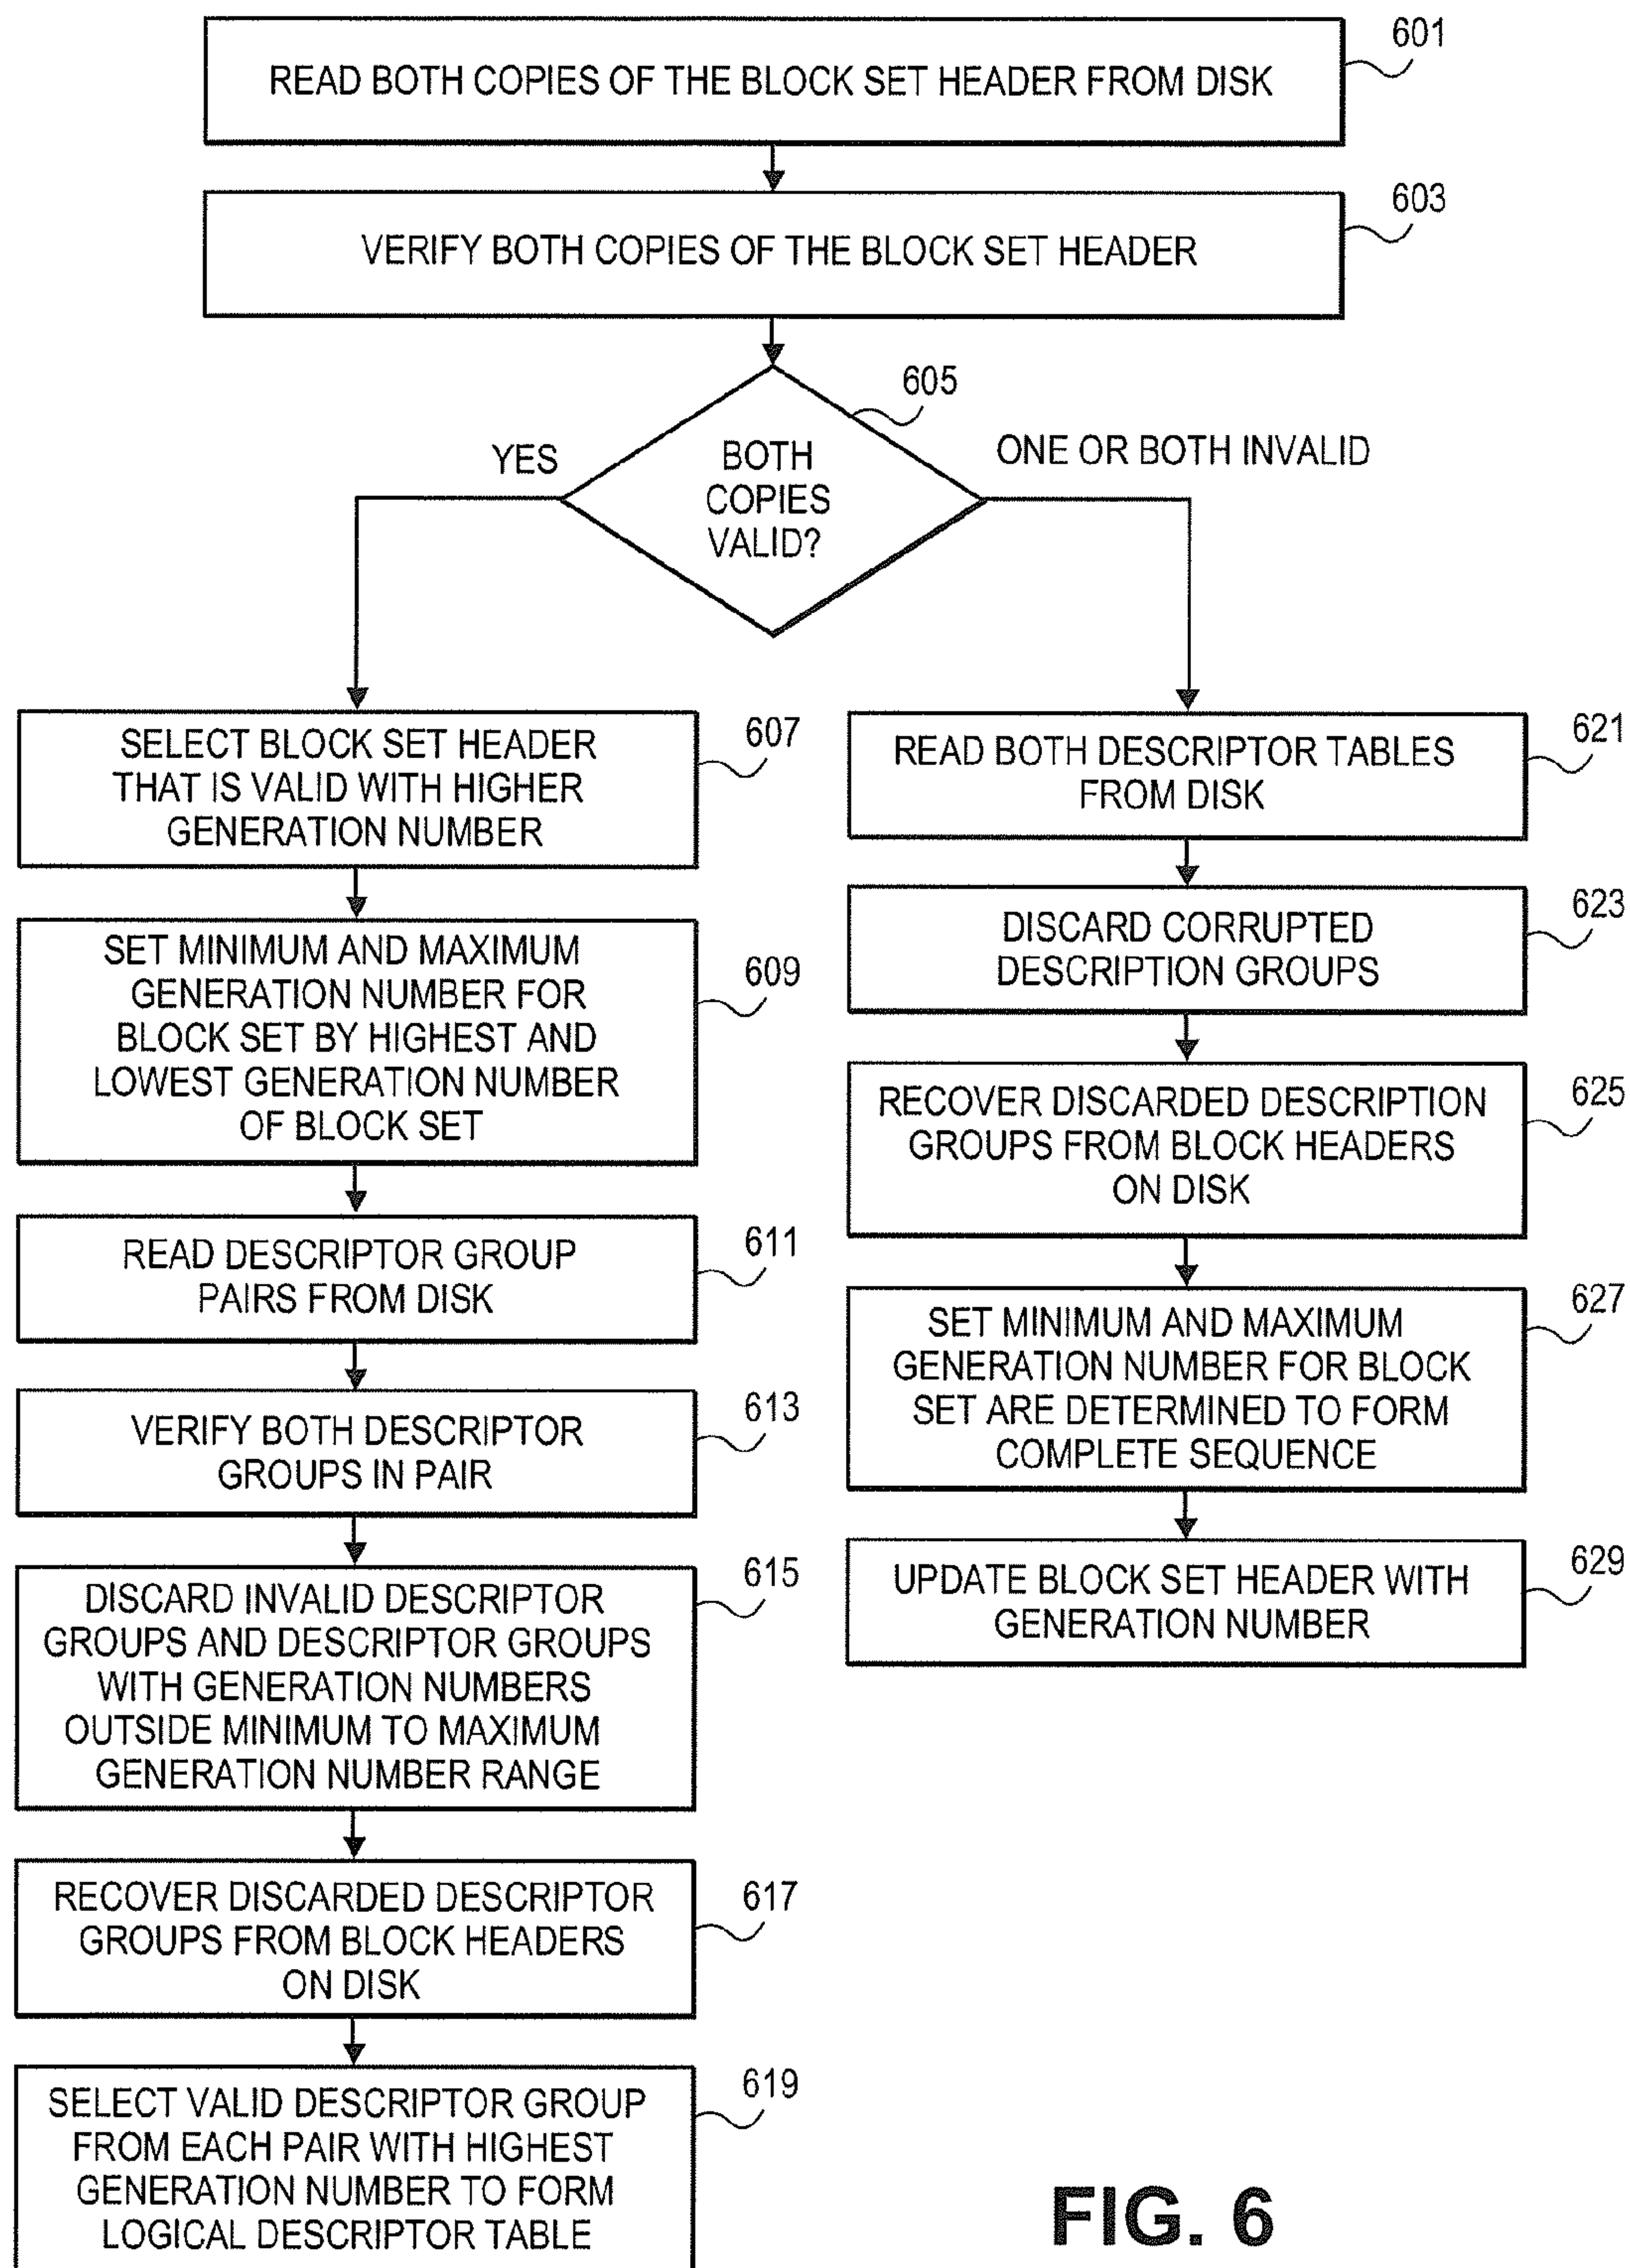 601
READ BOTH COPIES OF THE BLOCK SET HEADER FROM DISK
603
VERIFY BOTH COPIES OF THE BLOCK SET HEADER
605
BOTH
COPIES
VALID?
YES
ONE OR BOTH INVALID
607
SELECT BLOCK SET HEADER
THAT IS VALID WITH HIGHER
GENERATION NUMBER
609
SET MINIMUM AND MAXIMUM
GENERATION NUMBER FOR
BLOCK SET BY HIGHEST AND
LOWEST GENERATION NUMBER
OF BLOCK SET
611
READ DESCRIPTOR GROUP
PAIRS FROM DISK
613
VERIFY BOTH DESCRIPTOR
GROUPS IN PAIR
615
DISCARD INVALID DESCRIPTOR
GROUPS AND DESCRIPTOR GROUPS
WITH GENERATION NUMBERS
OUTSIDE MINIMUM TO MAXIMUM
GENERATION NUMBER RANGE
617
RECOVER DISCARDED DESCRIPTOR
GROUPS FROM BLOCK HEADERS
ON DISK
619
SELECT VALID DESCRIPTOR GROUP
FROM EACH PAIR WITH HIGHEST
GENERATION NUMBER TO FORM
LOGICAL DESCRIPTOR TABLE
621
READ BOTH DESCRIPTOR TABLES
FROM DISK
623
DISCARD CORRUPTED
DESCRIPTION GROUPS
625
RECOVER DISCARDED DESCRIPTION
GROUPS FROM BLOCK HEADERS
ON DISK
627
SET MINIMUM AND MAXIMUM
GENERATION NUMBER FOR BLOCK
SET ARE DETERMINED TO FORM
COMPLETE SEQUENCE
629
UPDATE BLOCK SET HEADER WITH
GENERATION NUMBER
FIG. 6